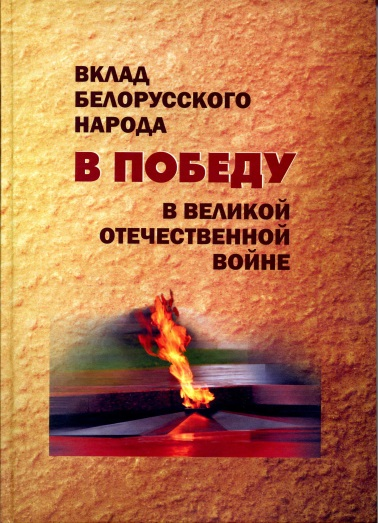 ВКЛАД
БЕЛОРУССКОГО
НАРОДА
В ПОБЕДУ
В ВЕЛИКОЙ
ОТЕЧЕСТВЕННОЙ
ВОЙНЕ